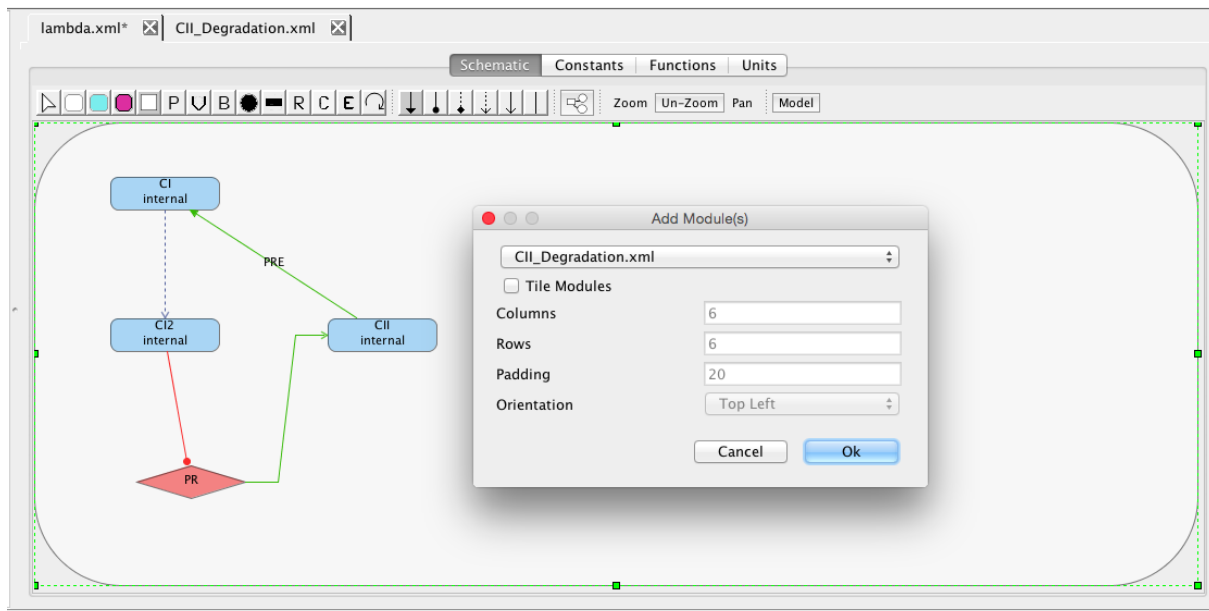 lambda.xml* CII_Degradation.xml
Schematic Constants Functions Units
P V B R C E Zoom Un-Zoom Pan Model
CI
internal
PRE
CI2
internal
CII
internal
PR
Add Module(s)
CII_Degradation.xml
Tile Modules
Columns 6
Rows 6
Padding 20
Orientation Top Left
Cancel Ok